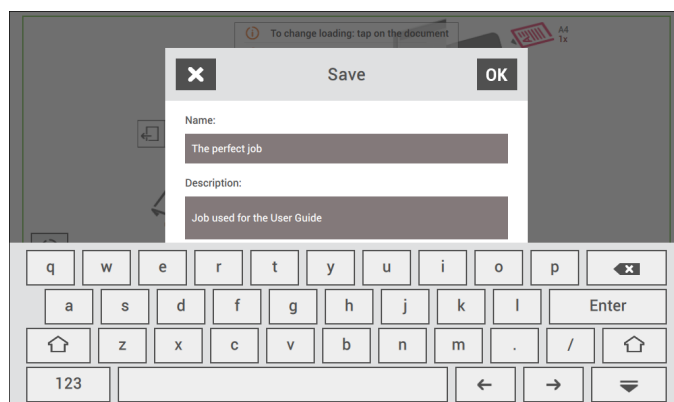 To change loading: tap on the document
A4
1x
Save
OK
Name:
The perfect job
Description:
Job used for the User Guide
q w e r t y u i o p
a s d f g h j k l Enter
z x c v b n m . /
123